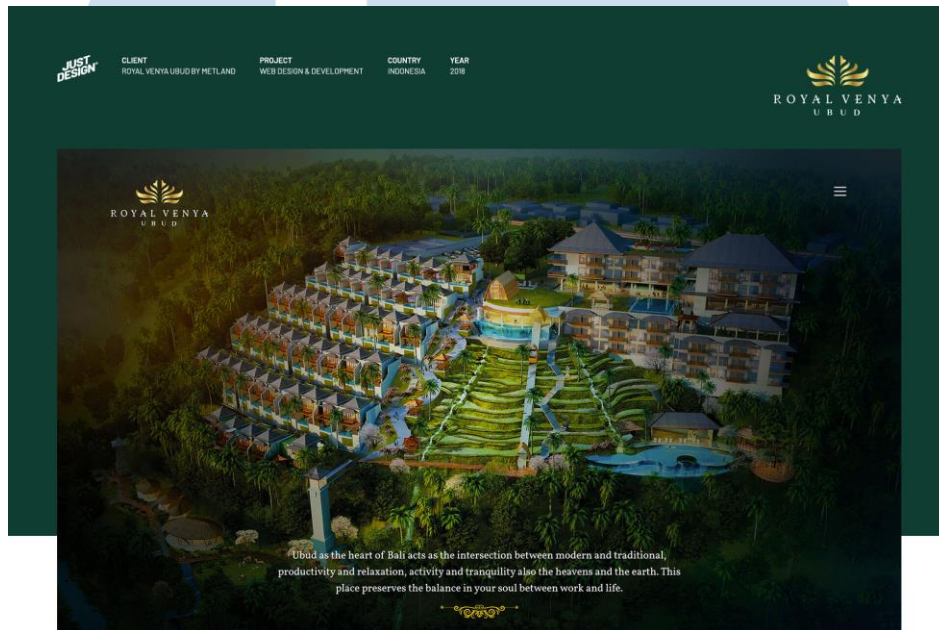 JUST
DESIGN
CLIENT
ROYAL VENYA UBUD BY METLAND
PROJECT
WEB DESIGN & DEVELOPMENT
COUNTRY
INDONESIA
YEAR
2018
ROYAL VENYA
UBUD
ROYAL VENYA
UBUD
Ubud as the heart of Bali acts as the intersection between modern and traditional,
productivity and relaxation, activity and tranquility also the heavens and the earth. This
place preserves the balance in your soul between work and life.